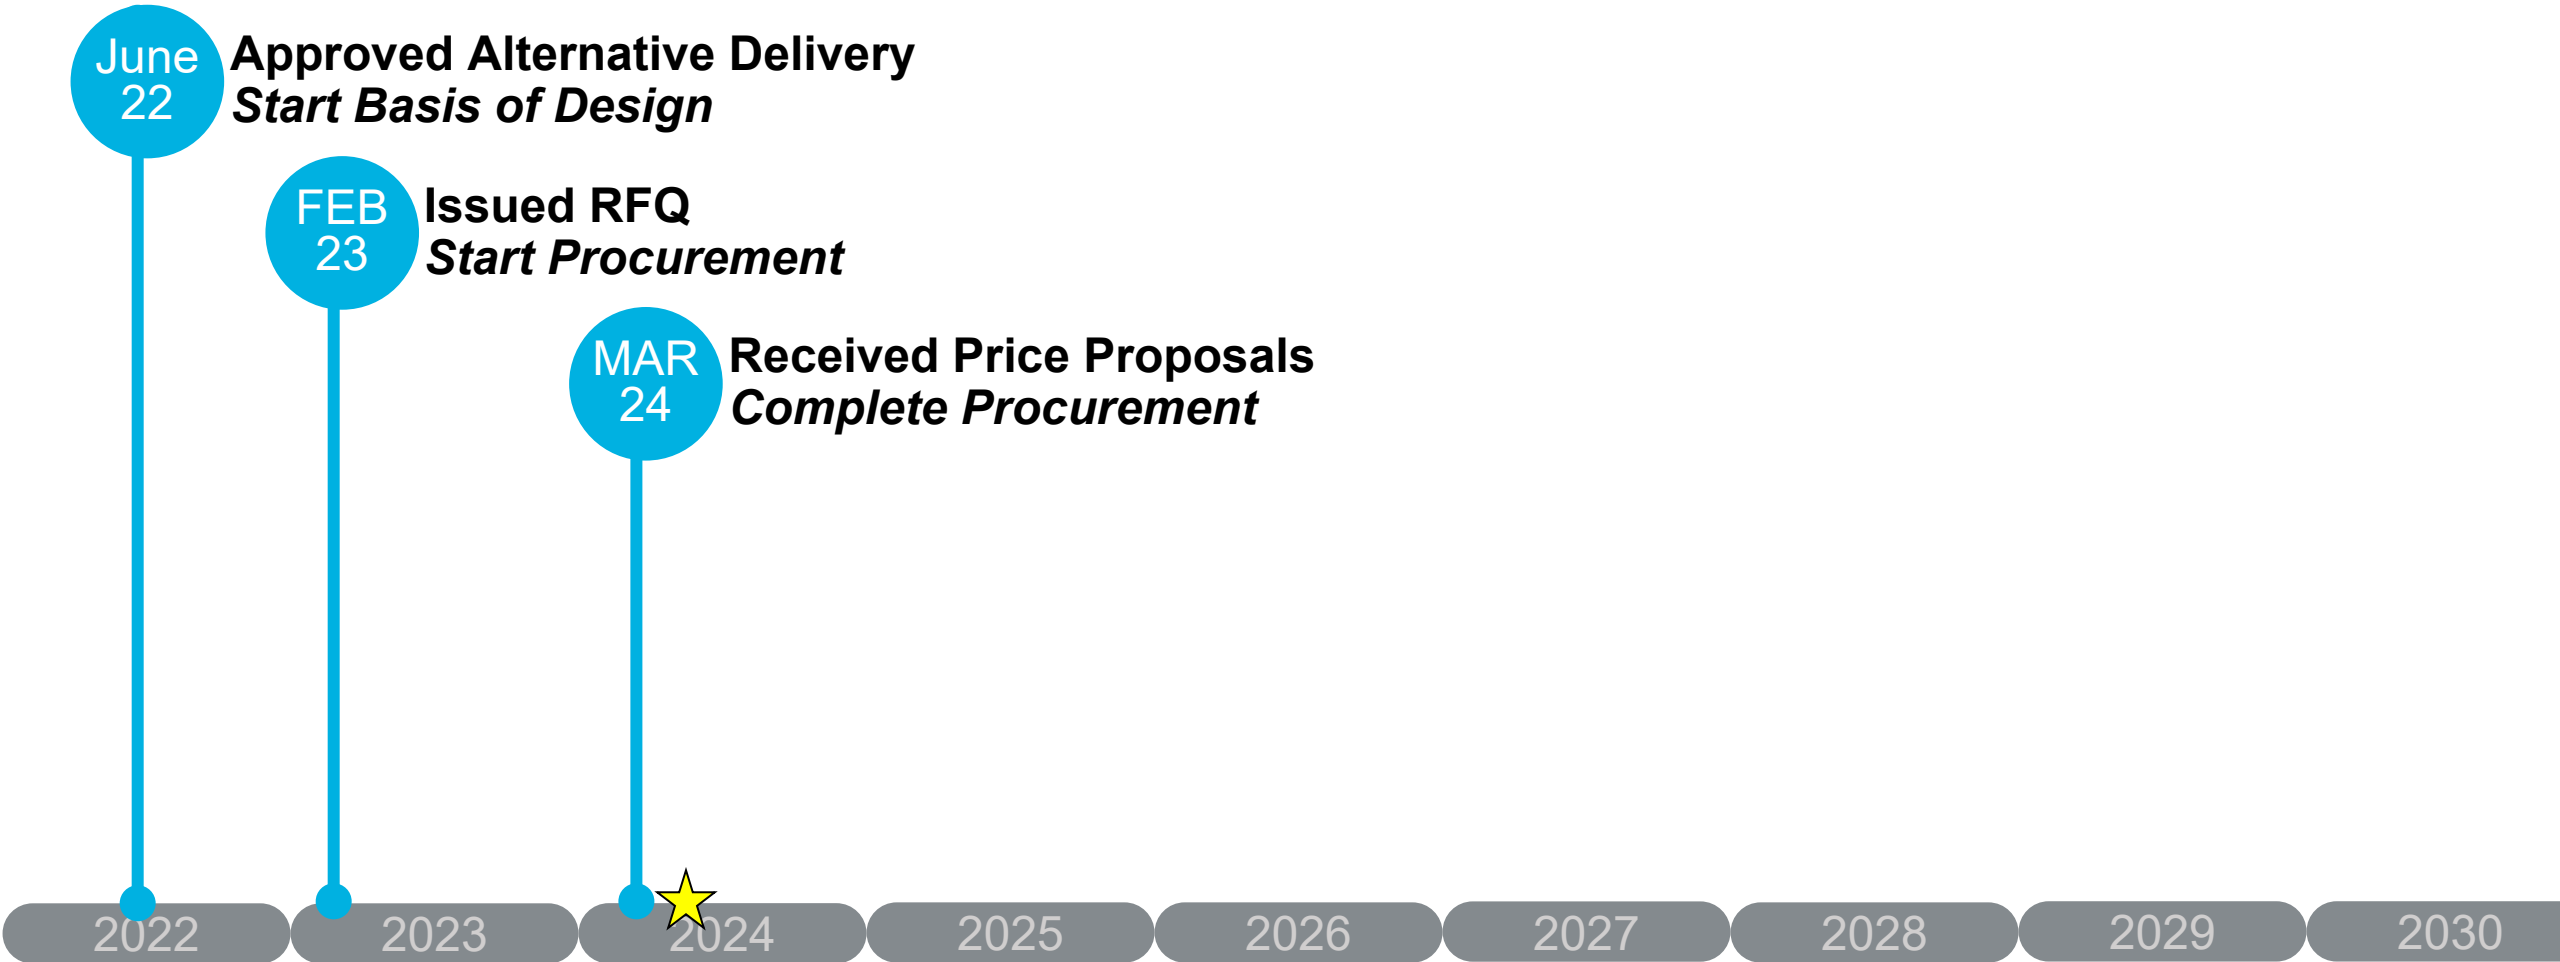 June
22
Approved Alternative Delivery
Start Basis of Design
FEB
23
Issued RFQ
Start Procurement
MAR
24
Received Price Proposals
Complete Procurement
2022
2023
2024
2025
2026
2027
2028
2029
2030